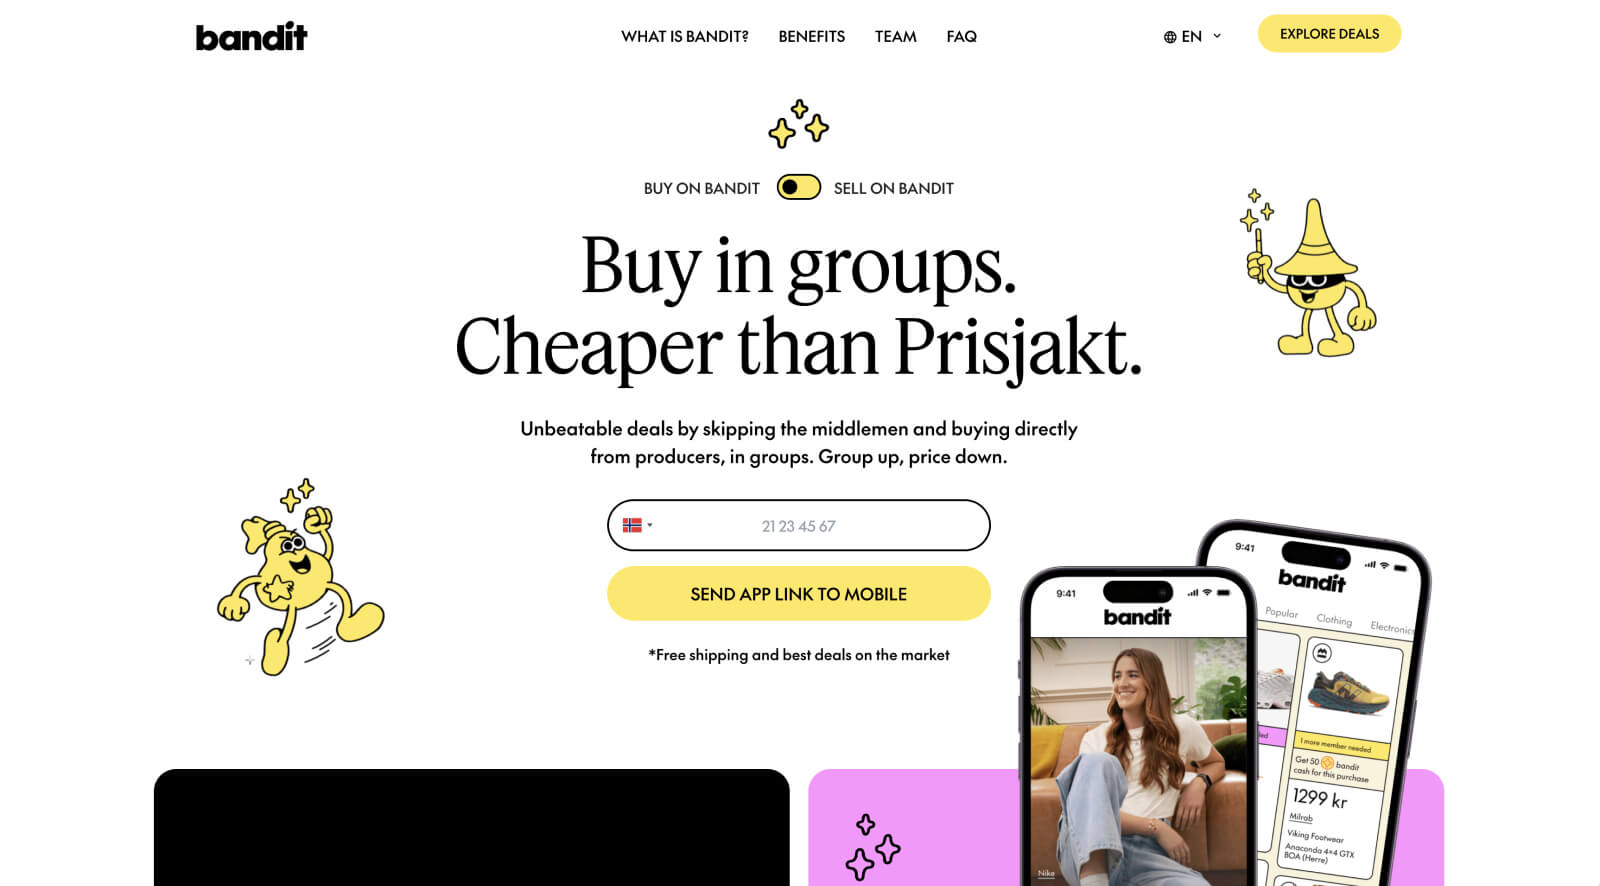 bandit
WHAT IS BANDIT?
BENEFITS
TEAM
FAQ
EN
EXPLORE DEALS
BUY ON BANDIT
SELL ON BANDIT
Buy in groups.
Cheaper than Prisjakt.
Unbeatable deals by skipping the middlemen and buying directly
from producers, in groups. Group up, price down.
21 23 45 67
SEND APP LINK TO MOBILE
*Free shipping and best deals on the market
9:41
bandit
Nike
9:41
bandit
Popular
Clothing
Electronics
1 more member needed
Get 50 bandit
cash for this purchase
1299 kr
Milrab
Viking Footwear
Anaconda 4x4 GTX
BOA (Herre)